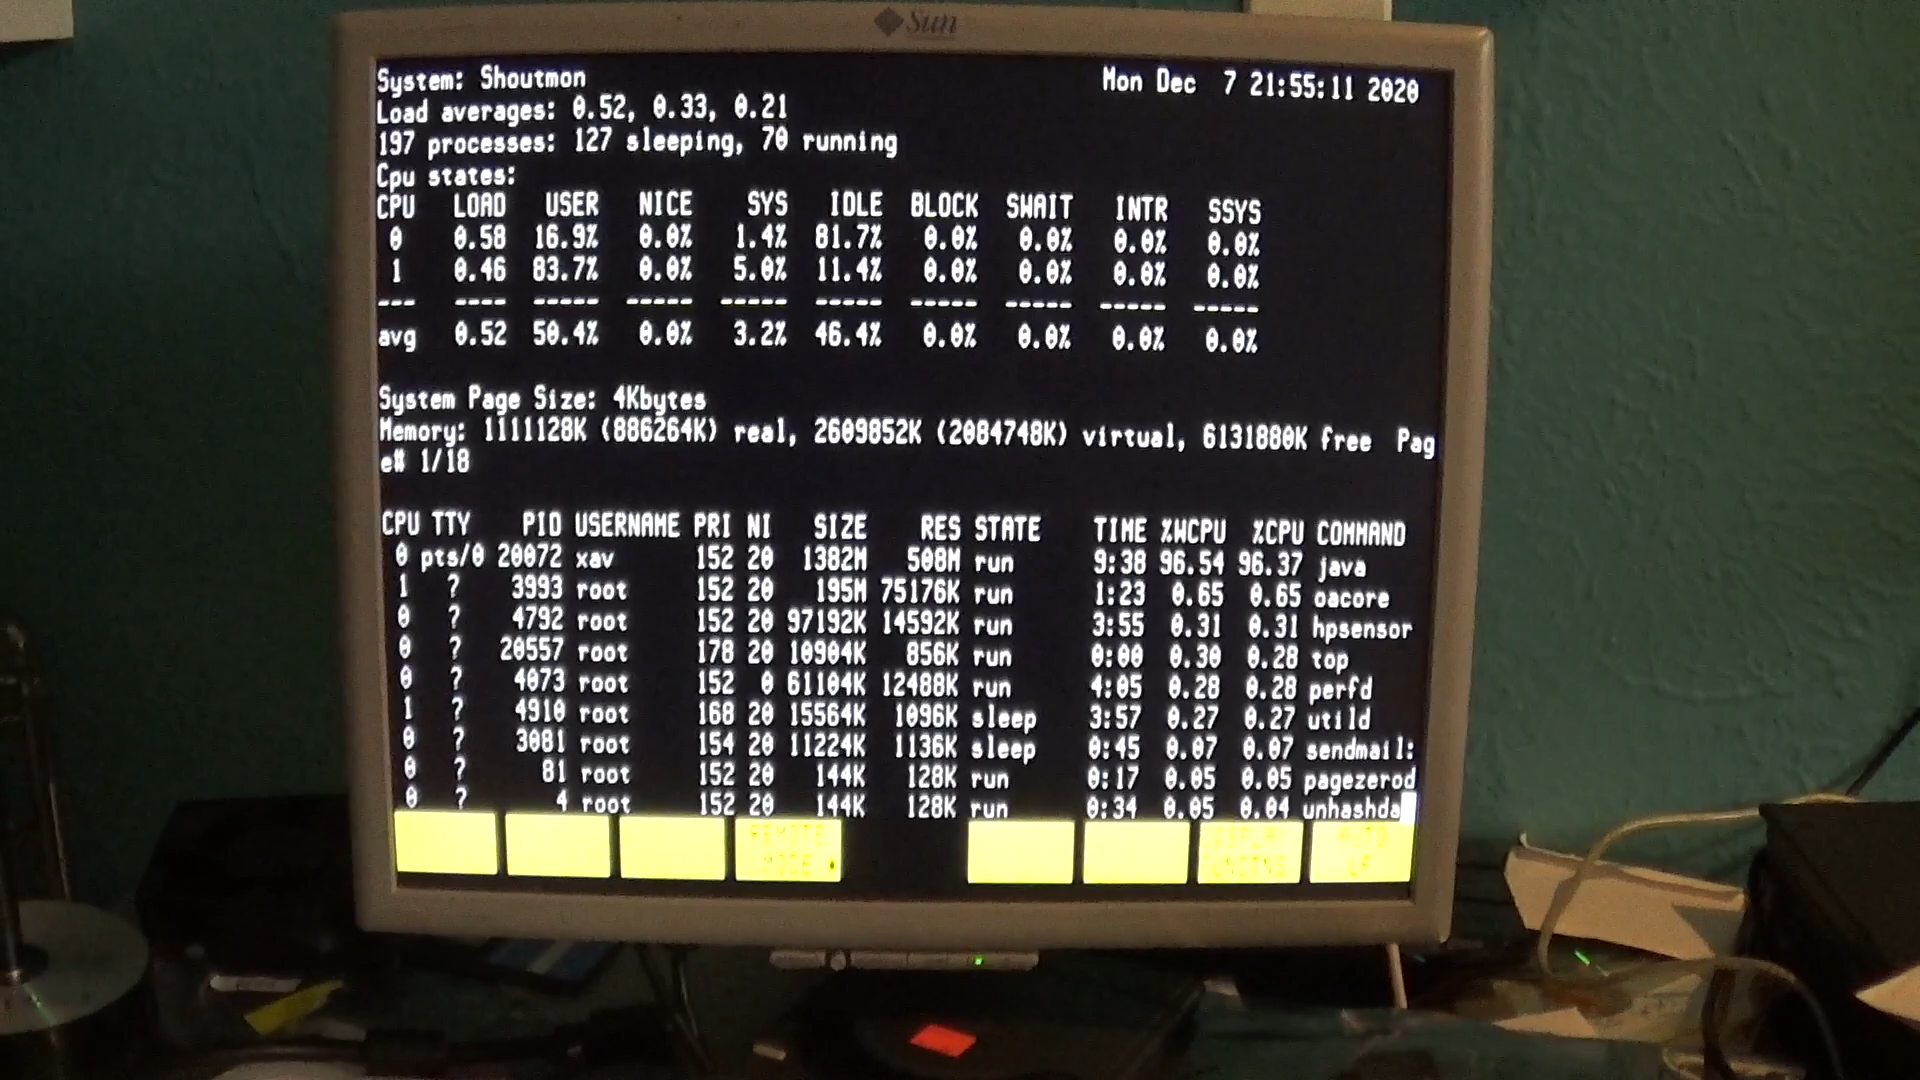 Sun
System: Shoutmon Mon Dec 7 21:55:11 2020
Load averages: 0.52, 0.33, 0.21
197 processes: 127 sleeping, 70 running
Cpu states:
CPU LOAD USER NICE SYS IDLE BLOCK SWAIT INTR SSYS
0 0.58 16.9% 0.0% 1.4% 81.7% 0.0% 0.0% 0.0% 0.0%
1 0.46 83.7% 0.0% 5.0% 11.4% 0.0% 0.0% 0.0% 0.0%
--- ---- ----- ----- ----- ----- ----- ----- ----- -----
avg 0.52 50.4% 0.0% 3.2% 46.4% 0.0% 0.0% 0.0% 0.0%
System Page Size: 4Kbytes
Memory: 1111128K (886264K) real, 2609852K (2084748K) virtual, 6131880K free Pag
e# 1/18
CPU TTY PID USERNAME PRI NI SIZE RES STATE TIME %WCPU %CPU COMMAND
0 pts/0 20072 xav 152 20 1382M 508M run 9:38 96.54 96.37 java
1 ? 3993 root 152 20 195M 75176K run 1:23 0.65 0.65 oacore
0 ? 4792 root 152 20 97192K 14592K run 3:55 0.31 0.31 hpsensor
0 ? 20557 root 178 20 10904K 856K run 0:00 0.30 0.28 top
0 ? 4073 root 152 0 61104K 12488K run 4:05 0.28 0.28 perfd
1 ? 4910 root 168 20 15564K 1096K sleep 3:57 0.27 0.27 utild
0 ? 3081 root 154 20 11224K 1136K sleep 0:45 0.07 0.07 sendmail:
0 ? 81 root 152 20 144K 128K run 0:17 0.05 0.05 pagezerod
0 ? 4 root 152 20 144K 128K run 0:34 0.05 0.04 unhashda
REMOTE DISPLAY AUTO
MODE FUNCTNS LF